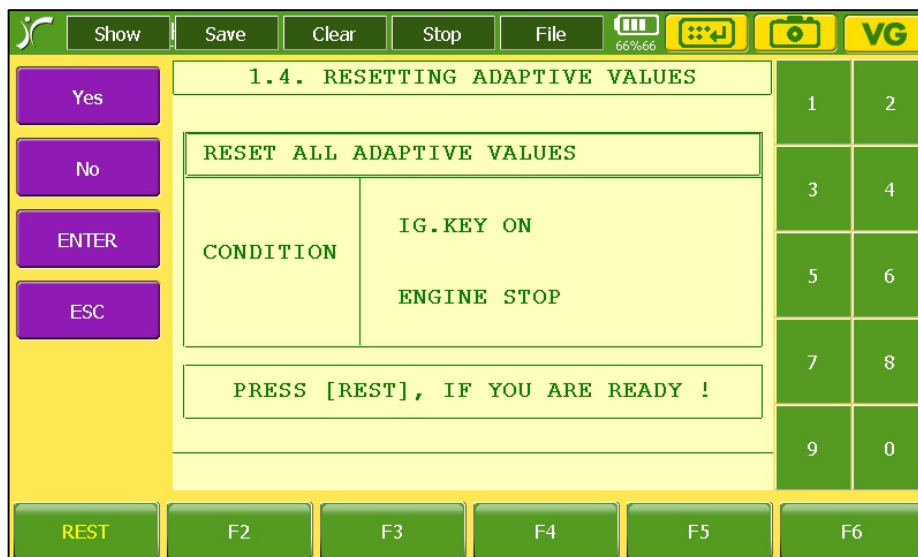 Show Save Clear Stop File 66%66 VG
Yes
No
ENTER
ESC
1.4. RESETTING ADAPTIVE VALUES
RESET ALL ADAPTIVE VALUES
CONDITION
IG.KEY ON
ENGINE STOP
PRESS [REST], IF YOU ARE READY !
1 2
3 4
5 6
7 8
9 0
REST F2 F3 F4 F5 F6